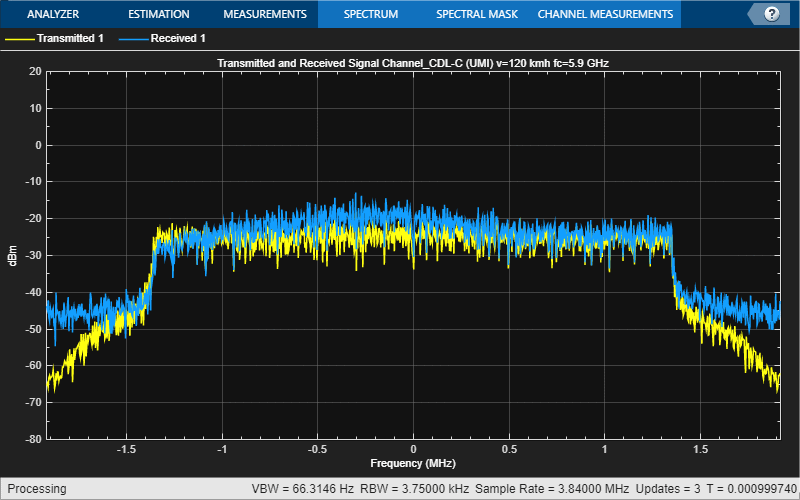 ANALYZER ESTIMATION MEASUREMENTS SPECTRUM SPECTRAL MASK CHANNEL MEASUREMENTS ?
Transmitted 1 Received 1
Transmitted and Received Signal Channel_CDL-C (UMI) v=120 kmh fc=5.9 GHz
20
10
0
-10
-20
-30
-40
-50
-60
-70
-80
dBm
-1.5 -1 -0.5 0 0.5 1 1.5
Frequency (MHz)
Processing VBW = 66.3146 Hz RBW = 3.75000 kHz Sample Rate = 3.84000 MHz Updates = 3 T = 0.000999740